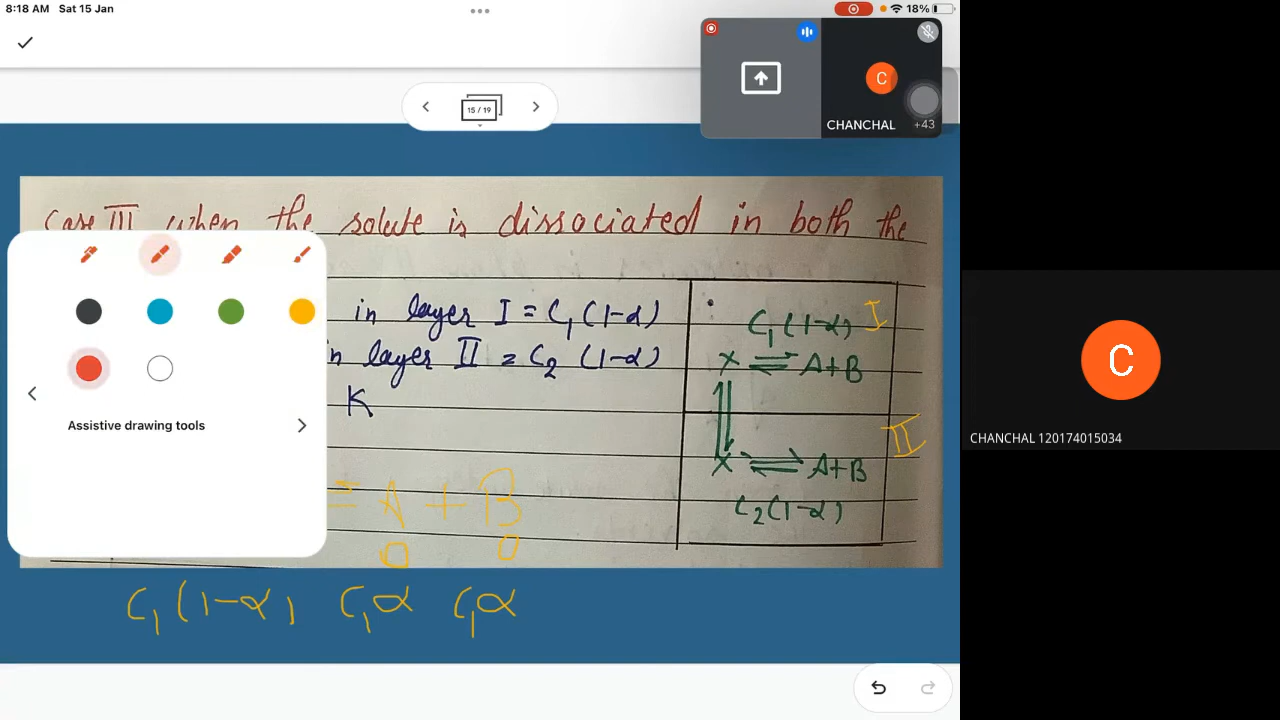 8:18 AM Sat 15 Jan
18%
15 / 19
CHANCHAL
+43
Case III when the solute is dissociated in both the
in layer I = C₁(1-α)
in layer II = C₂ (1-α)
K
C₁(1-α) I
X ⇌ A+B
II
X ⇌ A+B
C₂(1-α)
Assistive drawing tools
= A + B
0 0
C₁(1-α) C₁α C₁α
C
C
CHANCHAL 120174015034